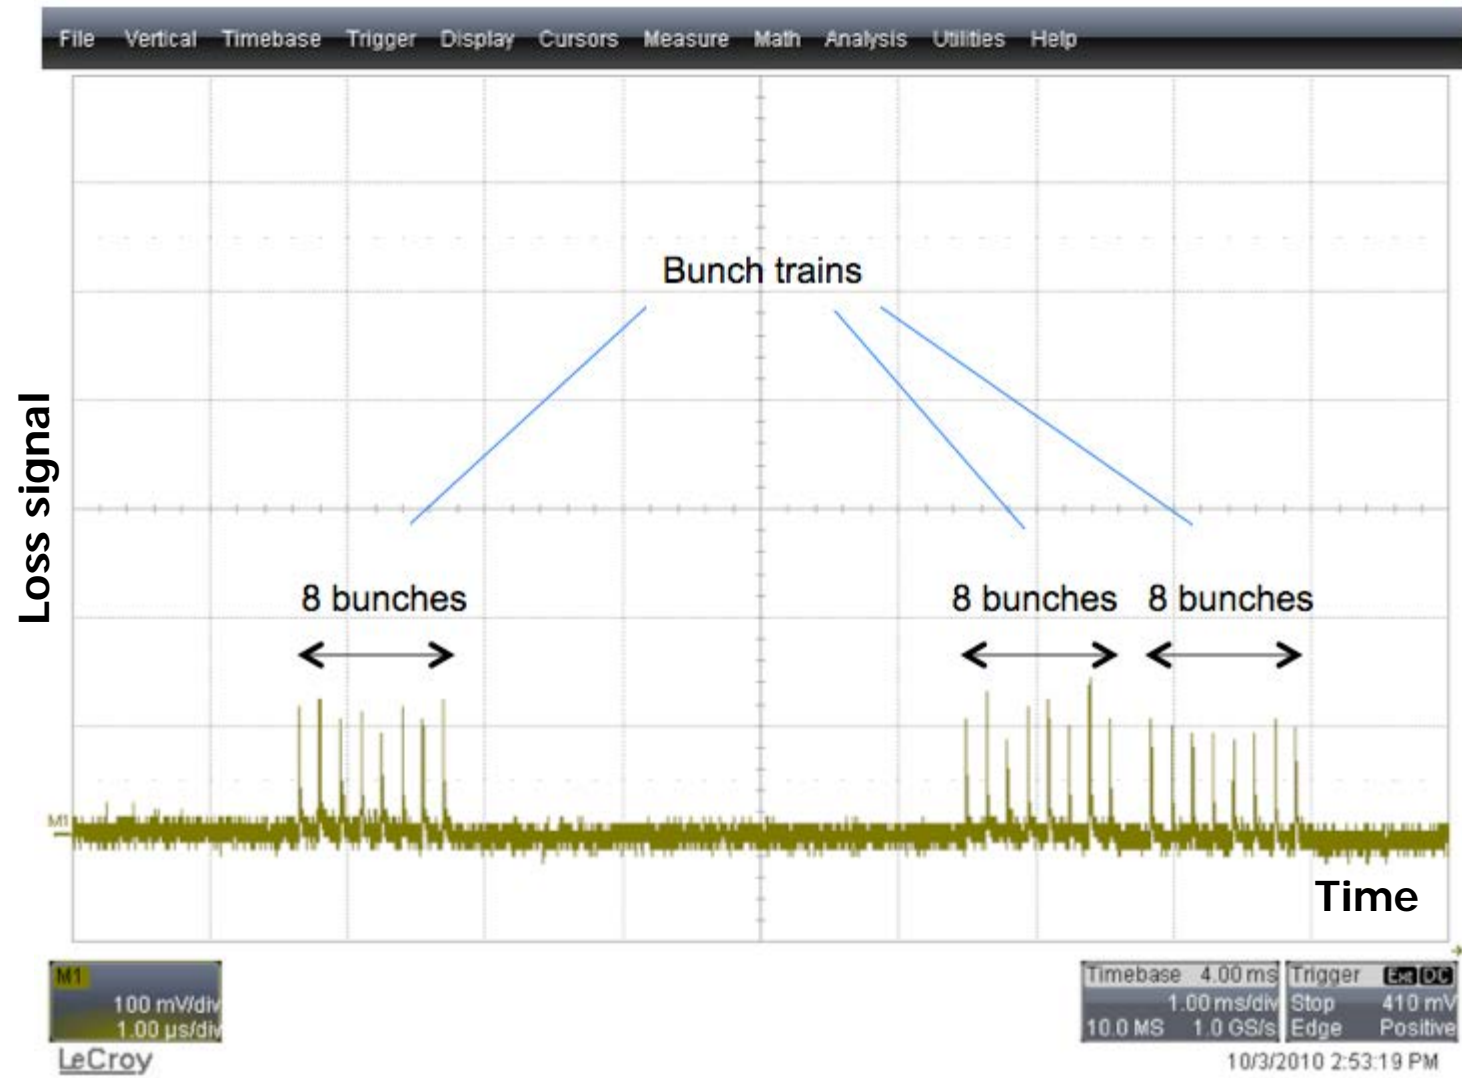 File Vertical Timebase Trigger Display Cursors Measure Math Analysis Utilities Help
Bunch trains
Loss signal
8 bunches 8 bunches 8 bunches
M1
Time
M1
100 mV/div
1.00 µs/div
LeCroy
Timebase 4.00 ms
1.00 ms/div
10.0 MS 1.0 GS/s
Trigger Ext DC
Stop 410 mV
Edge Positive
10/3/2010 2:53:19 PM